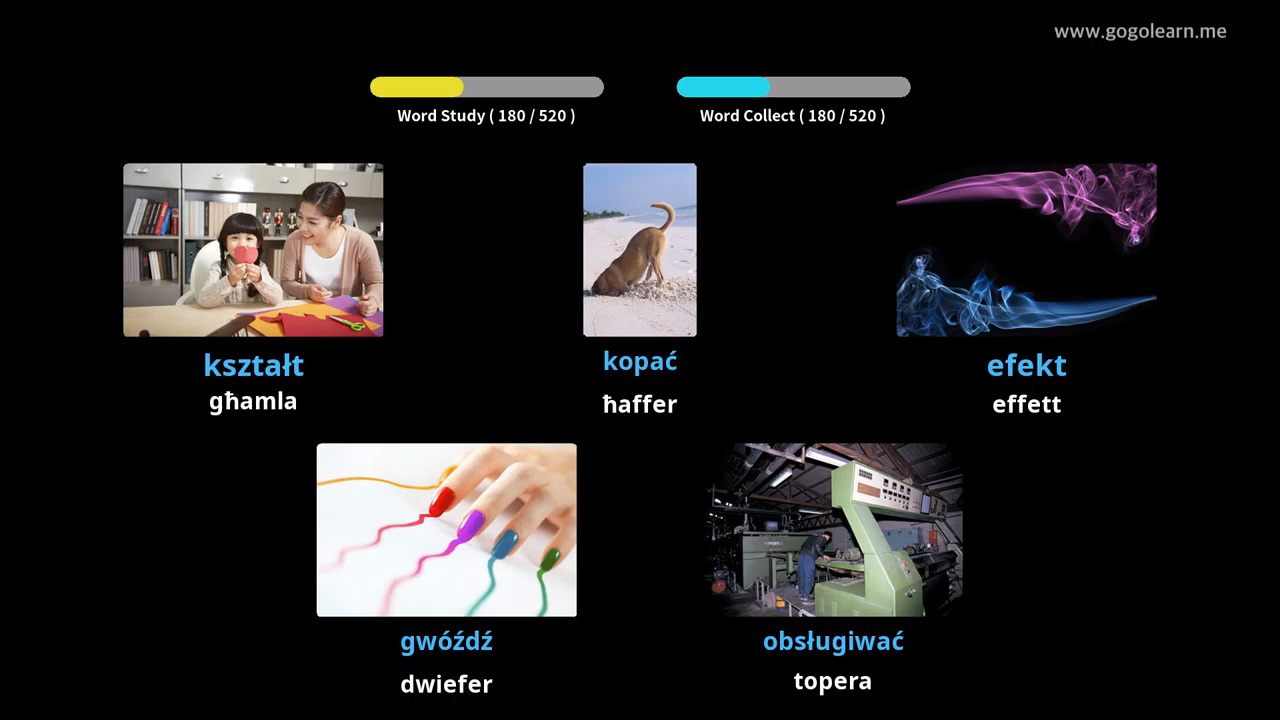 www.gogolearn.me
Word Study ( 180 / 520 )
Word Collect ( 180 / 520 )
kształt
għamla
kopać
ħaffer
efekt
effett
gwóźdź
dwiefer
obsługiwać
topera